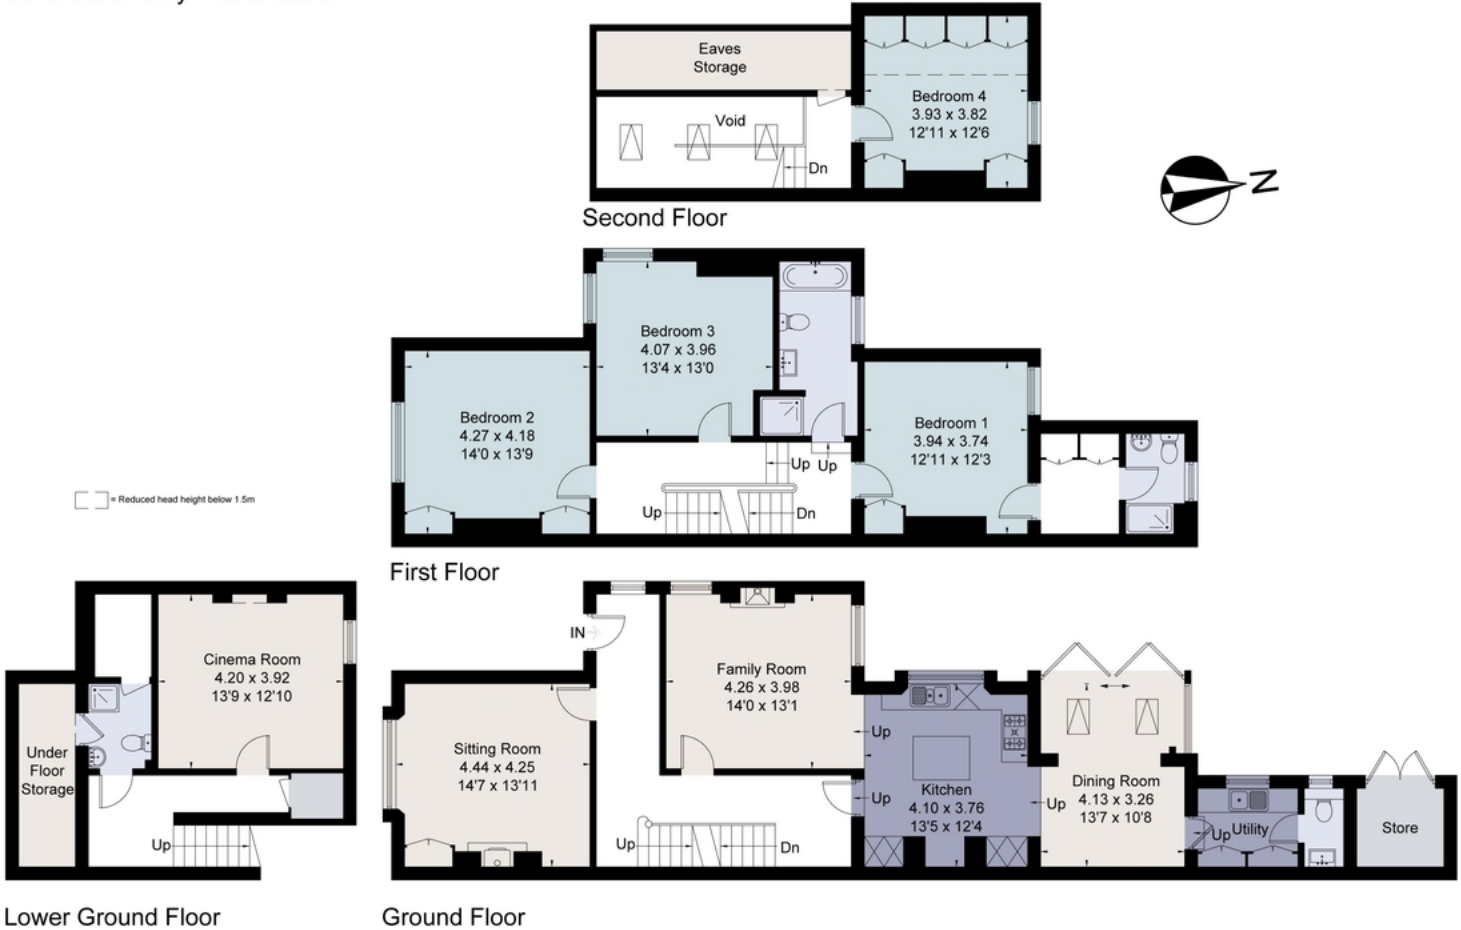 Eaves
Storage
Void
Dn
Bedroom 4
3.93 x 3.82
12'11 x 12'6
N
Second Floor
Bedroom 3
4.07 x 3.96
13'4 x 13'0
Bedroom 2
4.27 x 4.18
14'0 x 13'9
Bedroom 1
3.94 x 3.74
12'11 x 12'3
Up
Up
Up
Dn
= Reduced head height below 1.5m
First Floor
IN
Cinema Room
4.20 x 3.92
13'9 x 12'10
Under
Floor
Storage
Up
Family Room
4.26 x 3.98
14'0 x 13'1
Sitting Room
4.44 x 4.25
14'7 x 13'11
Up
Up
Kitchen
4.10 x 3.76
13'5 x 12'4
Up
Dining Room
4.13 x 3.26
13'7 x 10'8
Up
Utility
Store
Up
Dn
Lower Ground Floor
Ground Floor